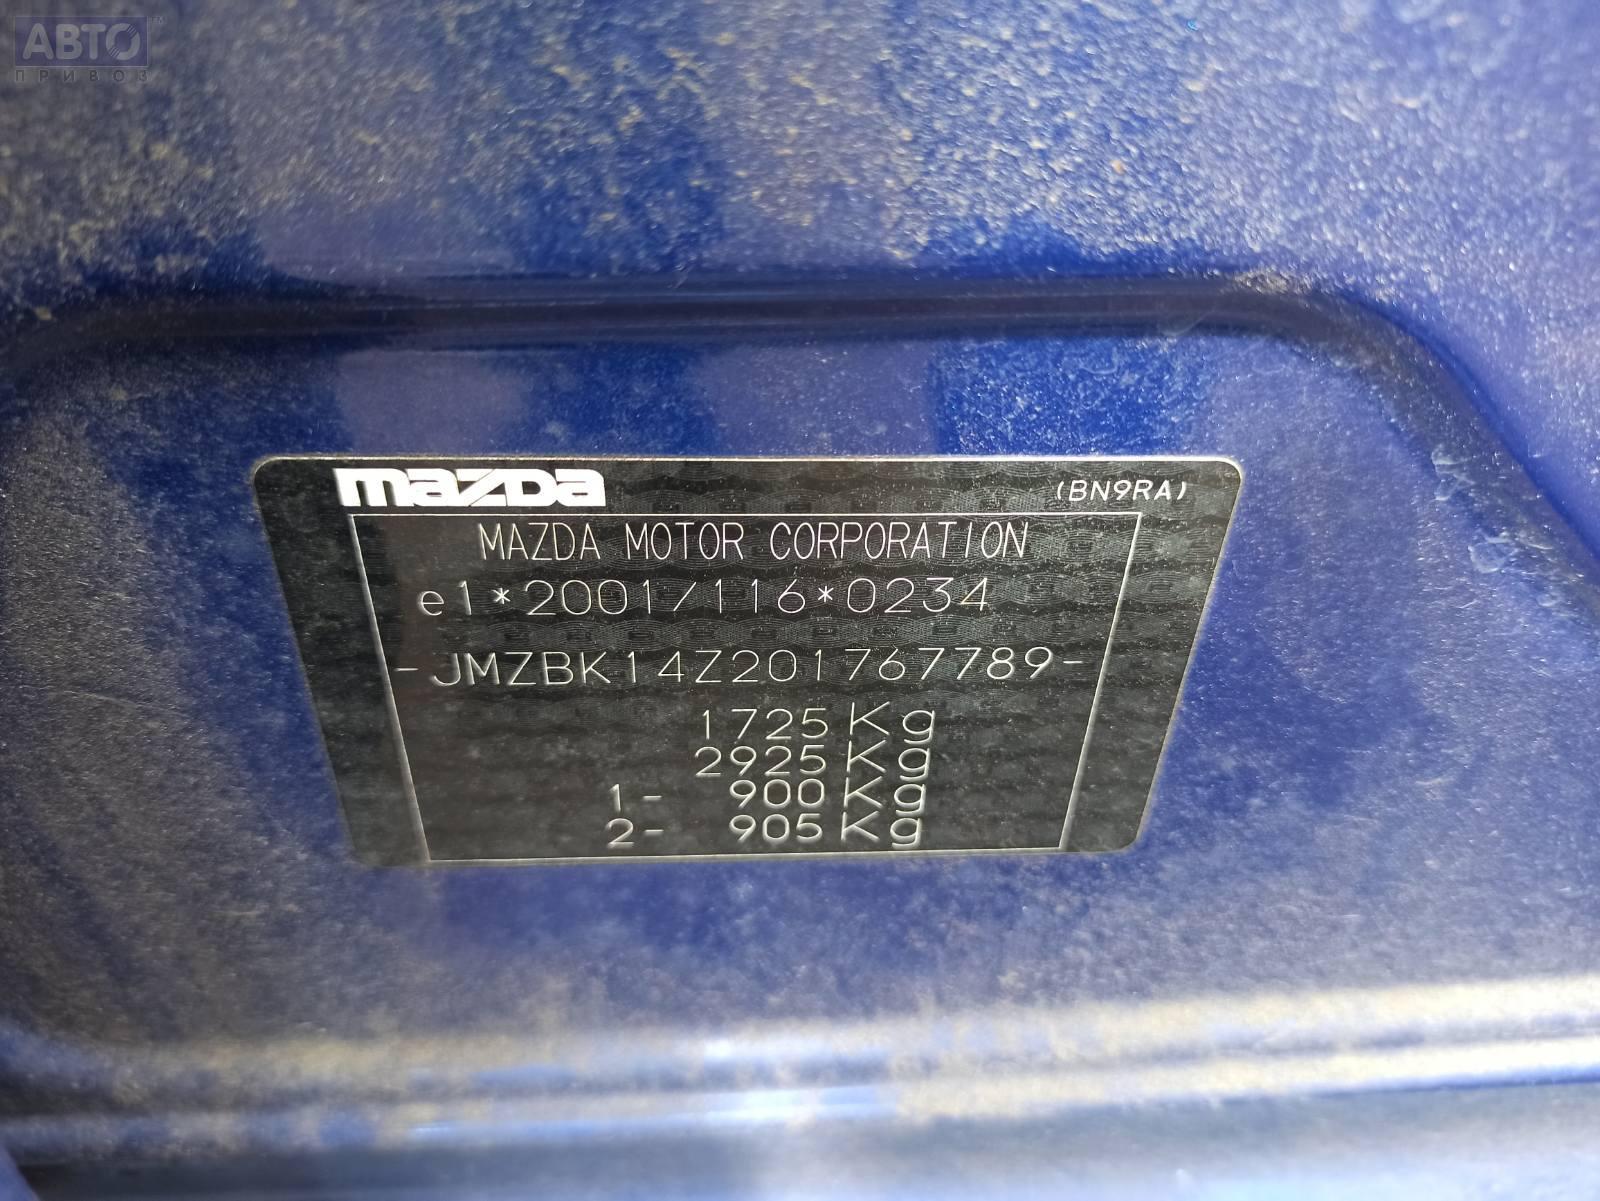 АВТО
ПРИВОЗ
mazda (BN9RA)
MAZDA MOTOR CORPORATION
e1*2001/116*0234
-JMZBK14Z201767789-
1725 Kg
2925 Kg
1- 900 Kg
2- 905 Kg